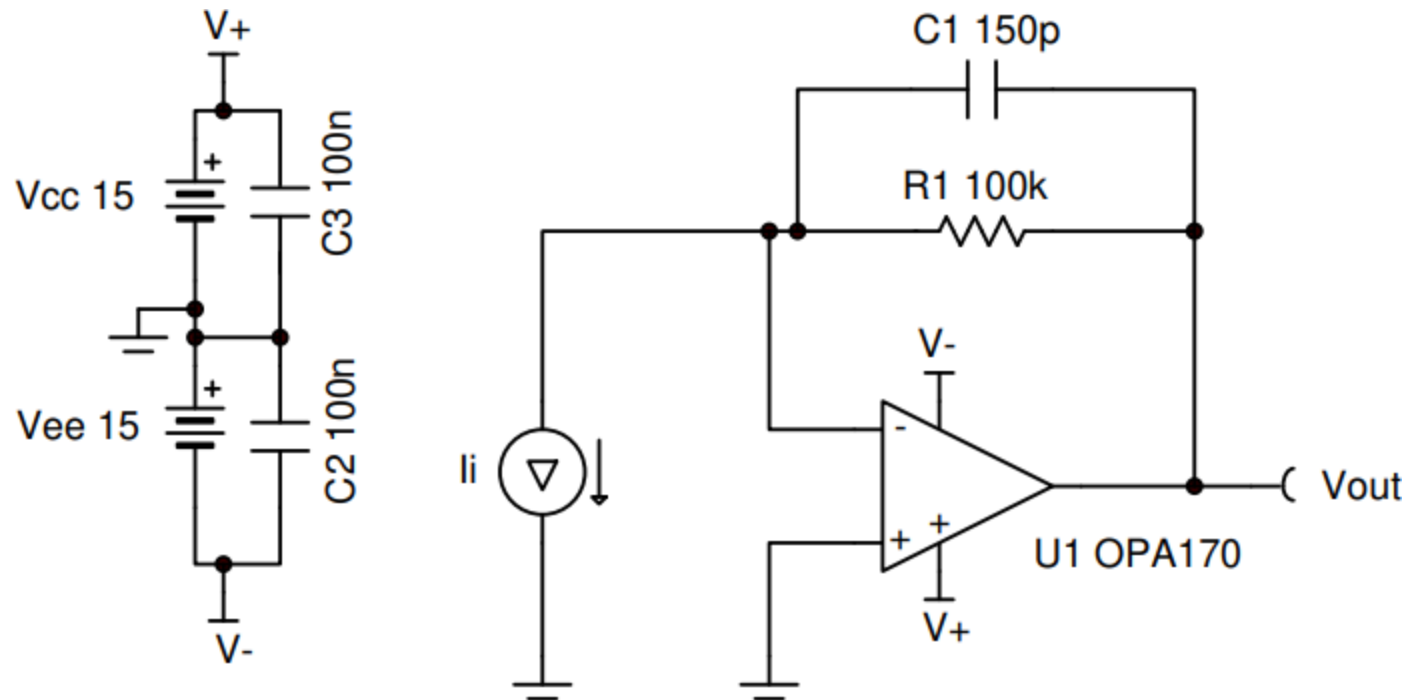 V+
+
Vcc 15
C3 100n
+
Vee 15
C2 100n
V-
C1 150p
R1 100k
Ii
V-
-
+
+
V+
U1 OPA170
Vout